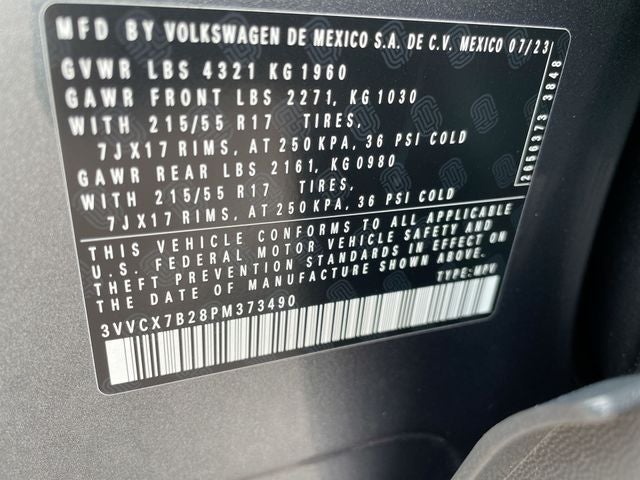 MFD BY VOLKSWAGEN DE MEXICO S.A. DE C.V. MEXICO 07/23
GVWR LBS 4321 KG 1960
GAWR FRONT LBS 2271, KG 1030
WITH 215/55 R17 TIRES,
7JX17 RIMS, AT 250 KPA, 36 PSI COLD
GAWR REAR LBS 2161, KG 0980
WITH 215/55 R17 TIRES,
7JX17 RIMS, AT 250 KPA, 36 PSI COLD
THIS VEHICLE CONFORMS TO ALL APPLICABLE
U.S. FEDERAL MOTOR VEHICLE SAFETY AND
THEFT PREVENTION STANDARDS IN EFFECT ON
THE DATE OF MANUFACTURE SHOWN ABOVE.
TYPE: MPV
3VVCX7B28PM373490
2050373 3848